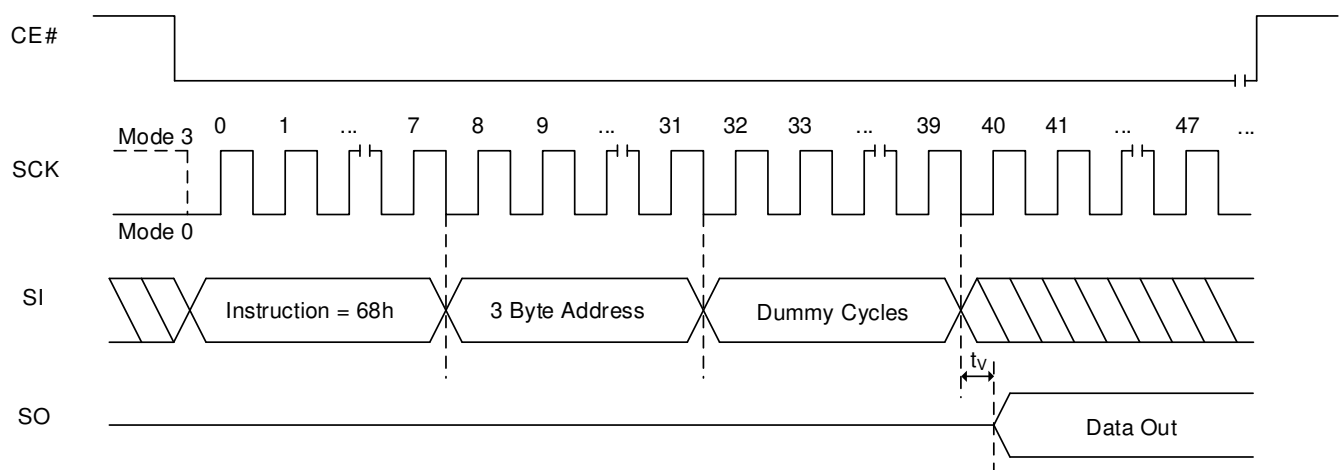 CE#
Mode 3 0 1 ... 7 8 9 ... 31 32 33 ... 39 40 41 ... 47 ...
SCK
Mode 0
SI Instruction = 68h 3 Byte Address Dummy Cycles
tV
SO Data Out